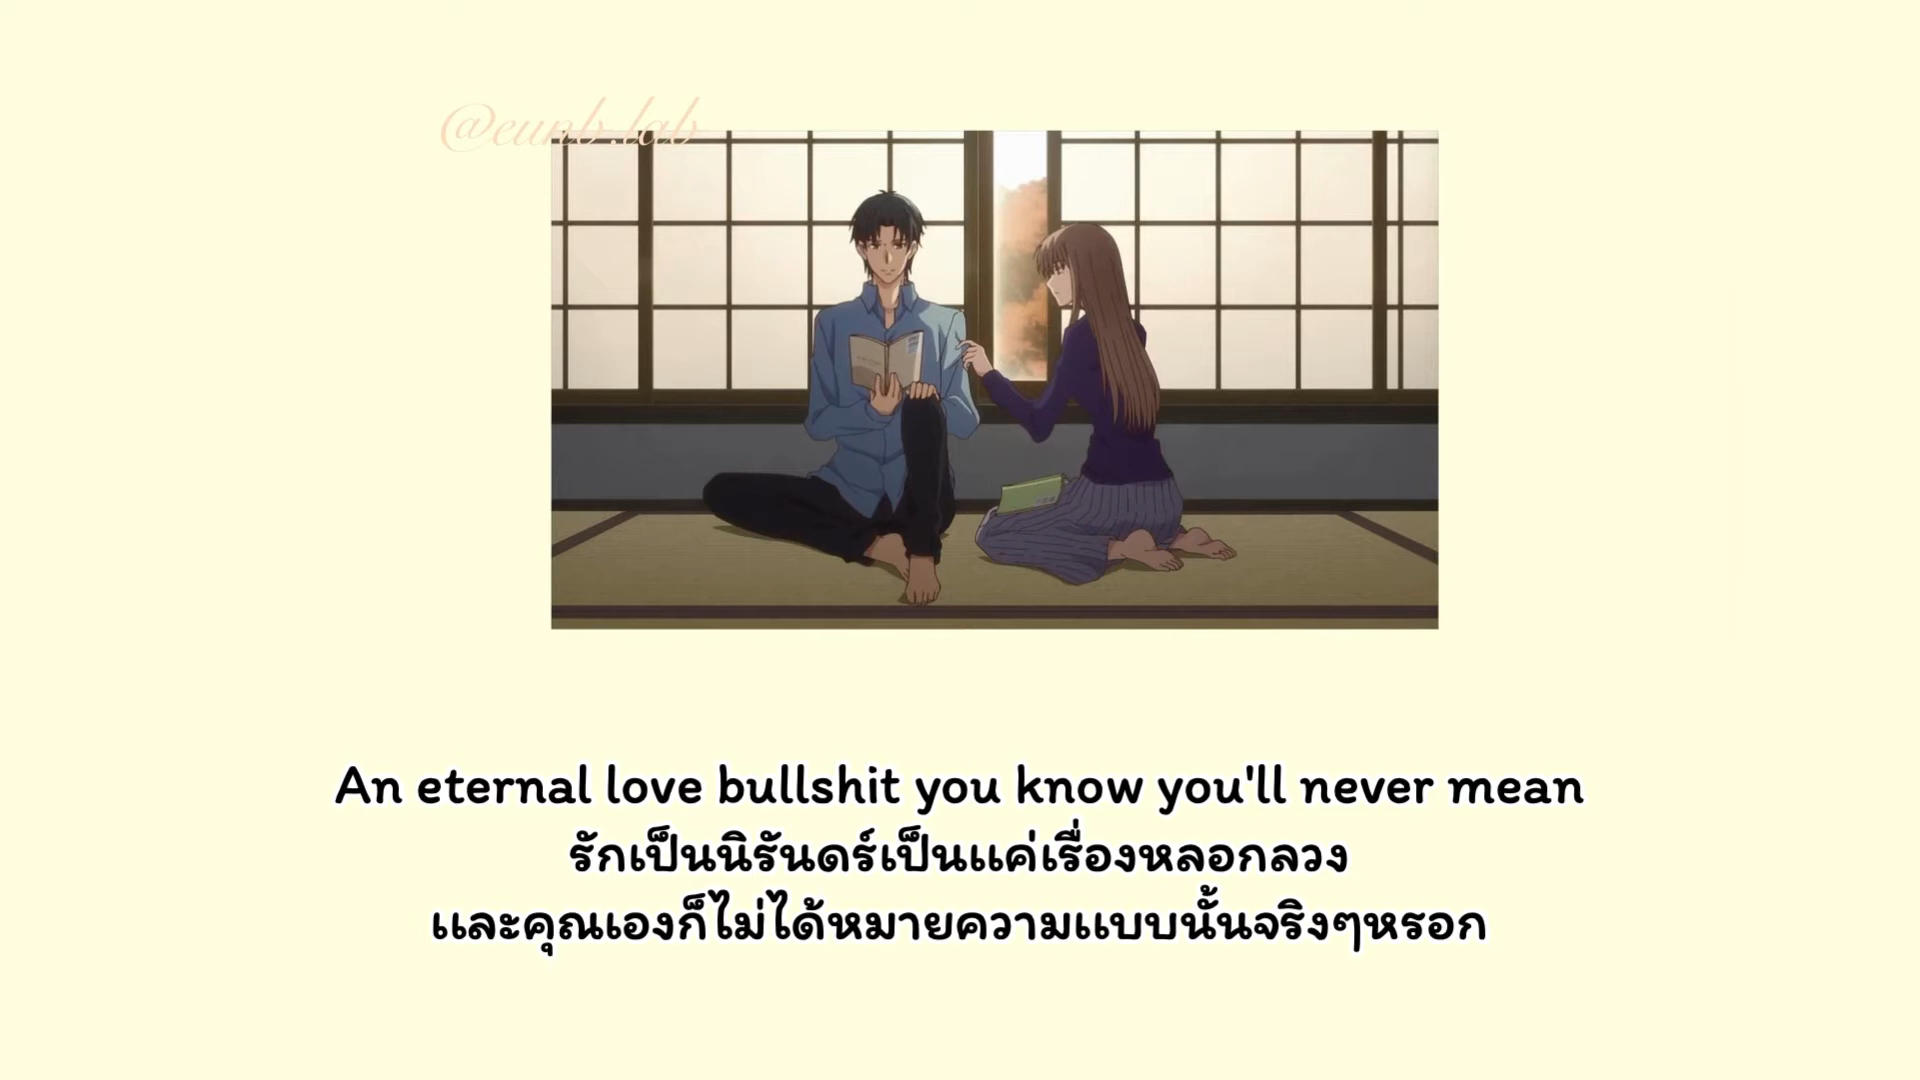 @eunb.lab
An eternal love bullshit you know you'll never mean
รักเป็นนิรันดร์เป็นแค่เรื่องหลอกลวง
และคุณเองก็ไม่ได้หมายความแบบนั้นจริงๆหรอก